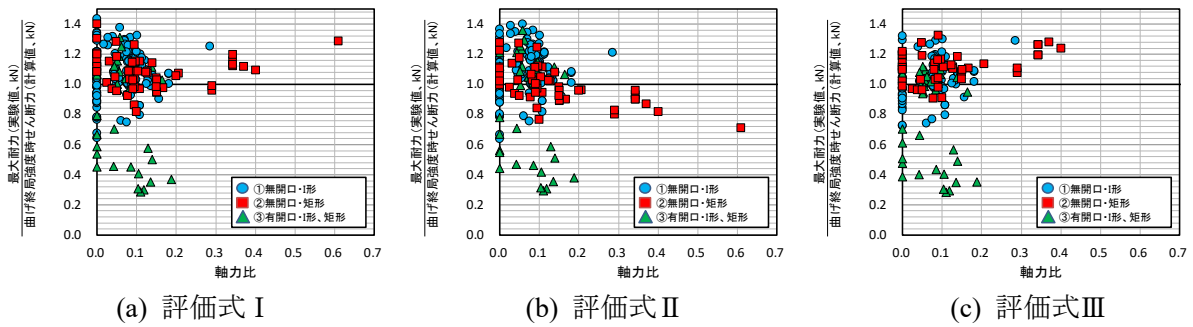 最大耐力(実験値、kN)
曲げ終局強度時せん断力(計算値、kN)
1.4
1.2
1.0
0.8
0.6
0.4
0.2
0.0
0.0 0.1 0.2 0.3 0.4 0.5 0.6 0.7
軸力比
①無開口・I形
②無開口・矩形
③有開口・I形、矩形
(a) 評価式Ⅰ
最大耐力(実験値、kN)
曲げ終局強度時せん断力(計算値、kN)
1.4
1.2
1.0
0.8
0.6
0.4
0.2
0.0
0.0 0.1 0.2 0.3 0.4 0.5 0.6 0.7
軸力比
①無開口・I形
②無開口・矩形
③有開口・I形、矩形
(b) 評価式Ⅱ
最大耐力(実験値、kN)
曲げ終局強度時せん断力(計算値、kN)
1.4
1.2
1.0
0.8
0.6
0.4
0.2
0.0
0.0 0.1 0.2 0.3 0.4 0.5 0.6 0.7
軸力比
①無開口・I形
②無開口・矩形
③有開口・I形、矩形
(c) 評価式Ⅲ